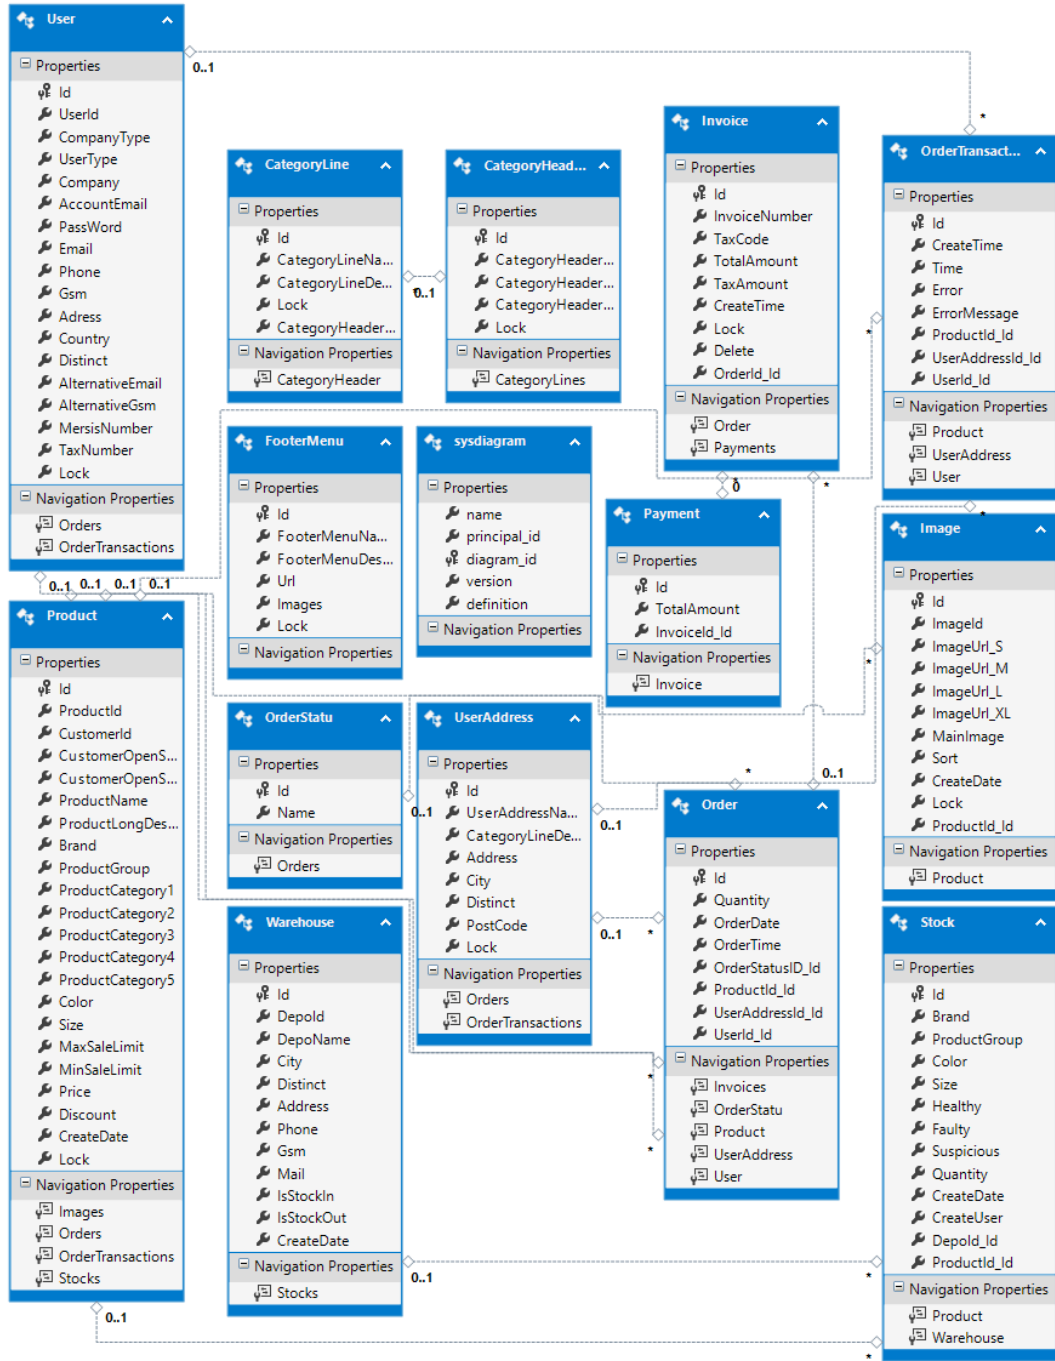 User
Properties
Id
UserId
CompanyType
UserType
Company
AccountEmail
PassWord
Email
Phone
Gsm
Adress
Country
Distinct
AlternativeEmail
AlternativeGsm
MersisNumber
TaxNumber
Lock
Navigation Properties
Orders
OrderTransactions
0..1
*
CategoryLine
Properties
Id
CategoryLineNa...
CategoryLineDe...
Lock
CategoryHeader...
Navigation Properties
CategoryHeader
*
0..1
CategoryHead...
Properties
Id
CategoryHeader...
CategoryHeader...
CategoryHeader...
Lock
Navigation Properties
CategoryLines
Invoice
Properties
Id
InvoiceNumber
TaxCode
TotalAmount
TaxAmount
CreateTime
Lock
Delete
OrderId_Id
Navigation Properties
Order
Payments
OrderTransact...
Properties
Id
CreateTime
Time
Error
ErrorMessage
ProductId_Id
UserAddressId_Id
UserId_Id
Navigation Properties
Product
UserAddress
User
*
*
*
FooterMenu
Properties
Id
FooterMenuNa...
FooterMenuDes...
Url
Images
Lock
Navigation Properties
sysdiagram
Properties
name
principal_id
diagram_id
version
definition
Navigation Properties
Payment
Properties
Id
TotalAmount
InvoiceId_Id
Navigation Properties
Invoice
Image
Properties
Id
ImageId
ImageUrl_S
ImageUrl_M
ImageUrl_L
ImageUrl_XL
MainImage
Sort
CreateDate
Lock
ProductId_Id
Navigation Properties
Product
*
0..1
0..1
0..1
0..1
Product
Properties
Id
ProductId
CustomerId
CustomerOpenS...
CustomerOpenS...
ProductName
ProductLongDes...
Brand
ProductGroup
ProductCategory1
ProductCategory2
ProductCategory3
ProductCategory4
ProductCategory5
Color
Size
MaxSaleLimit
MinSaleLimit
Price
Discount
CreateDate
Lock
Navigation Properties
Images
Orders
OrderTransactions
Stocks
0..1
OrderStatu
Properties
Id
Name
Navigation Properties
Orders
0..1
UserAddress
Properties
Id
UserAddressNa...
CategoryLineDe...
Address
City
Distinct
PostCode
Lock
Navigation Properties
Orders
OrderTransactions
0..1
0..1
*
*
0..1
Order
Properties
Id
Quantity
OrderDate
OrderTime
OrderStatusID_Id
ProductId_Id
UserAddressId_Id
UserId_Id
Navigation Properties
Invoices
OrderStatu
Product
UserAddress
User
*
*
Warehouse
Properties
Id
DepoId
DepoName
City
Distinct
Address
Phone
Gsm
Mail
IsStockIn
IsStockOut
CreateDate
Navigation Properties
Stocks
0..1
*
Stock
Properties
Id
Brand
ProductGroup
Color
Size
Healthy
Faulty
Suspicious
Quantity
CreateDate
CreateUser
DepoId_Id
ProductId_Id
Navigation Properties
Product
Warehouse
*